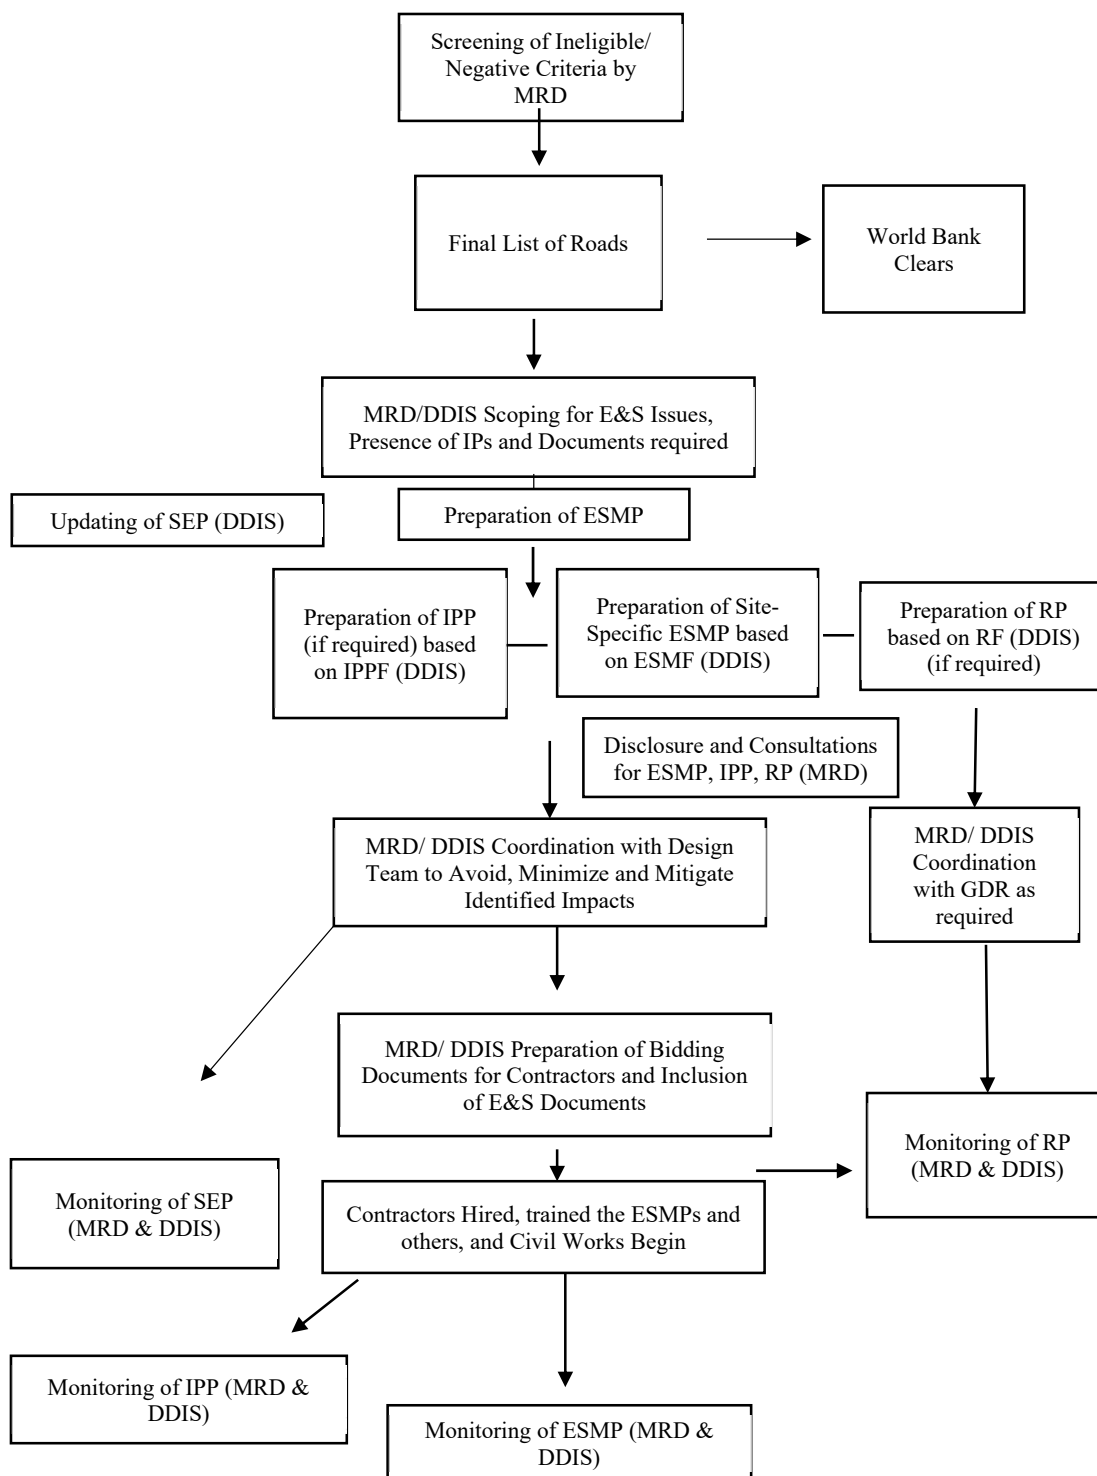 Screening of Ineligible/
Negative Criteria by
MRD
Final List of Roads
World Bank
Clears
MRD/DDIS Scoping for E&S Issues,
Presence of IPs and Documents required
Updating of SEP (DDIS)
Preparation of ESMP
Preparation of IPP
(if required) based
on IPPF (DDIS)
Preparation of Site-
Specific ESMP based
on ESMF (DDIS)
Preparation of RP
based on RF (DDIS)
(if required)
Disclosure and Consultations
for ESMP, IPP, RP (MRD)
MRD/ DDIS Coordination with Design
Team to Avoid, Minimize and Mitigate
Identified Impacts
MRD/ DDIS
Coordination
with GDR as
required
MRD/ DDIS Preparation of Bidding
Documents for Contractors and Inclusion
of E&S Documents
Monitoring of RP
(MRD & DDIS)
Monitoring of SEP
(MRD & DDIS)
Contractors Hired, trained the ESMPs and
others, and Civil Works Begin
Monitoring of IPP (MRD &
DDIS)
Monitoring of ESMP (MRD &
DDIS)